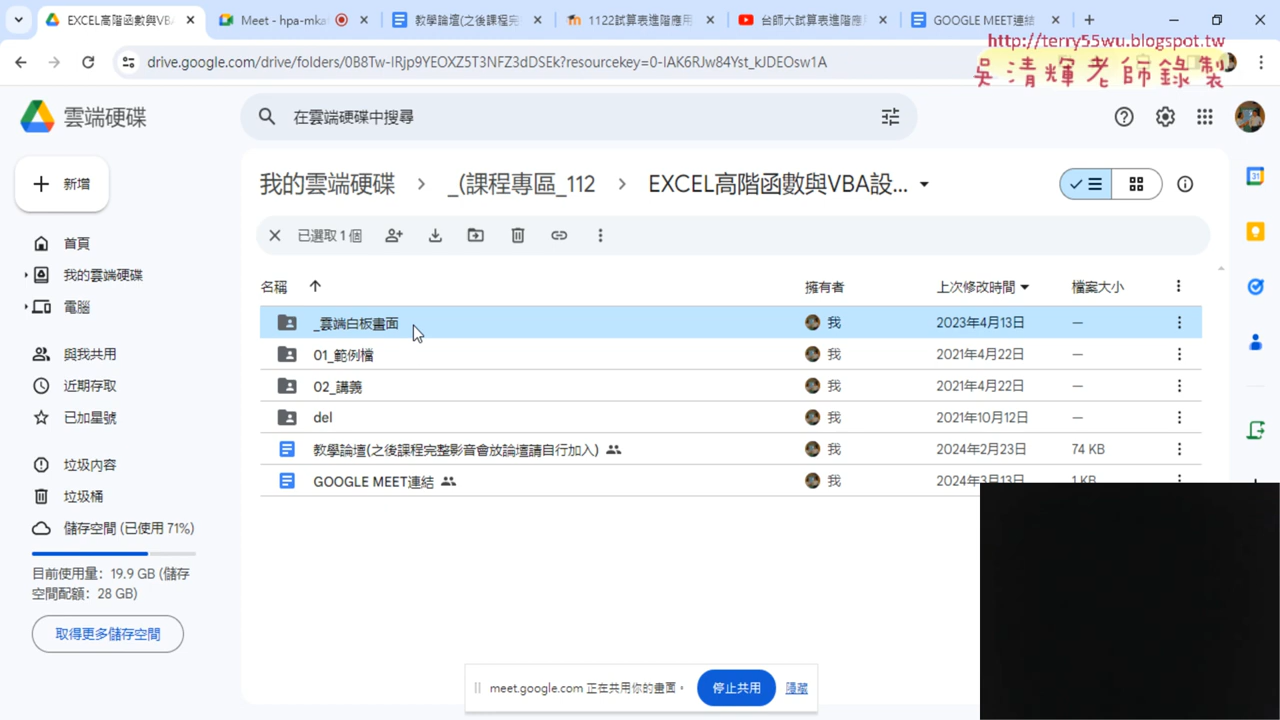 EXCEL高階函數與VBA設
Meet - hpa-mka
教學論壇(之後課程完
1122試算表進階應用
台師大試算表進階應
GOOGLE MEET連結
http://terry55wu.blogspot.tw
drive.google.com/drive/folders/0B8Tw-IRjp9YEOXZ5T3NFZ3dDSEk?resourcekey=0-IAK6RJw84Yst_kJDEOsw1A
吳清輝老師錄製
雲端硬碟
在雲端硬碟中搜尋
新增
我的雲端硬碟
_(課程專區_112
EXCEL高階函數與VBA設...
已選取 1 個
首頁
我的雲端硬碟
電腦
與我共用
近期存取
已加星號
垃圾內容
垃圾桶
儲存空間 (已使用 71%)
目前使用量：19.9 GB (儲存
空間配額：28 GB)
取得更多儲存空間
名稱
擁有者
上次修改時間
檔案大小
_雲端白板畫面
我
2023年4月13日
—
01_範例檔
我
2021年4月22日
—
02_講義
我
2021年4月22日
—
del
我
2021年10月12日
—
教學論壇(之後課程完整影音會放論壇請自行加入)
我
2024年2月23日
74 KB
GOOGLE MEET連結
我
2024年3月13日
1 KB
31
meet.google.com 正在共用你的畫面。
停止共用
隱藏